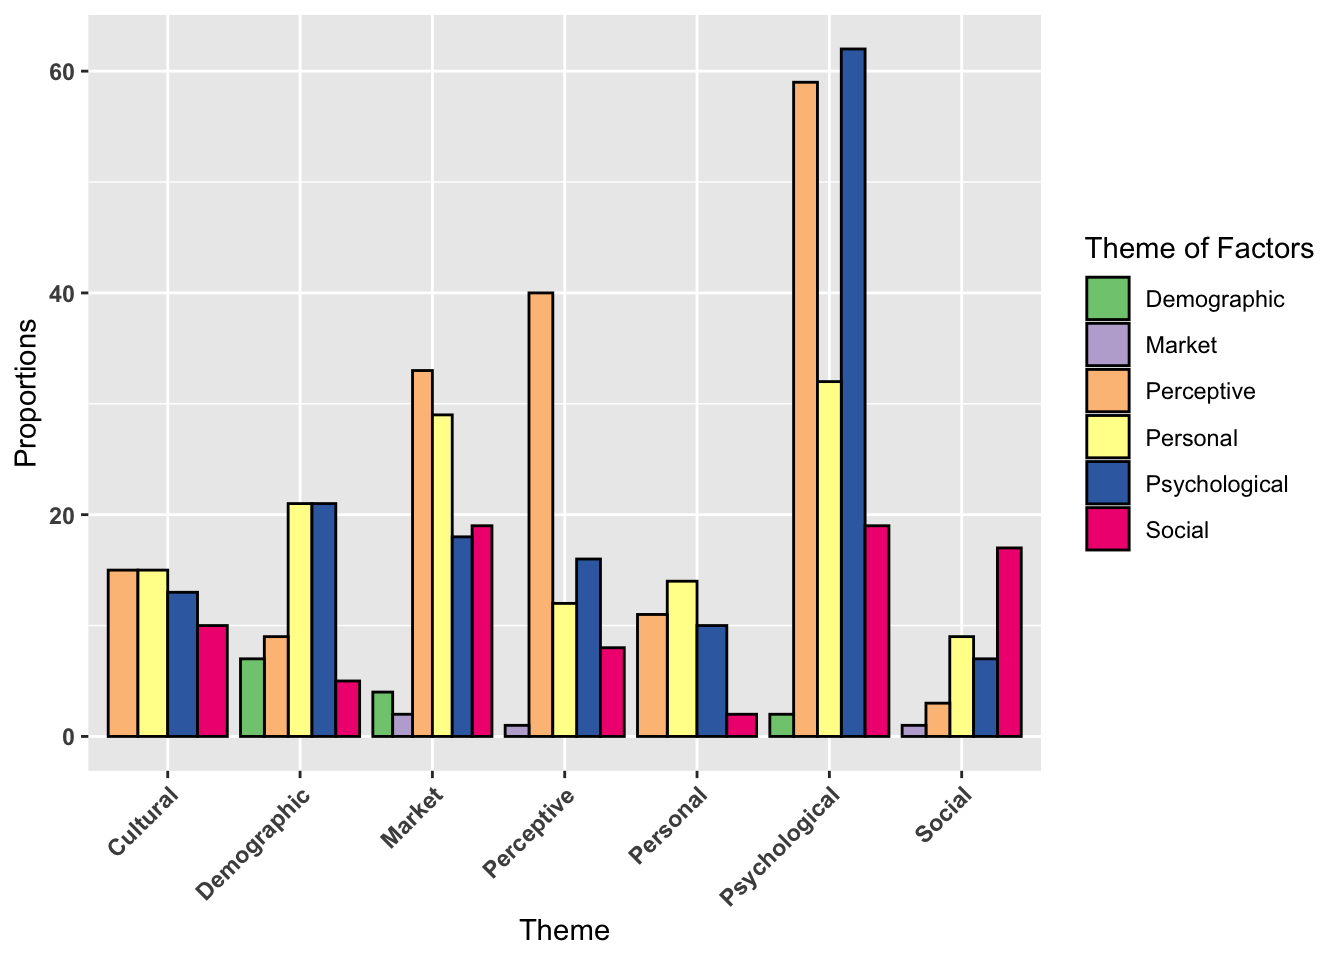 60
40
20
0
Proportions
Cultural
Demographic
Market
Perceptive
Personal
Psychological
Social
Theme
Theme of Factors
Demographic
Market
Perceptive
Personal
Psychological
Social